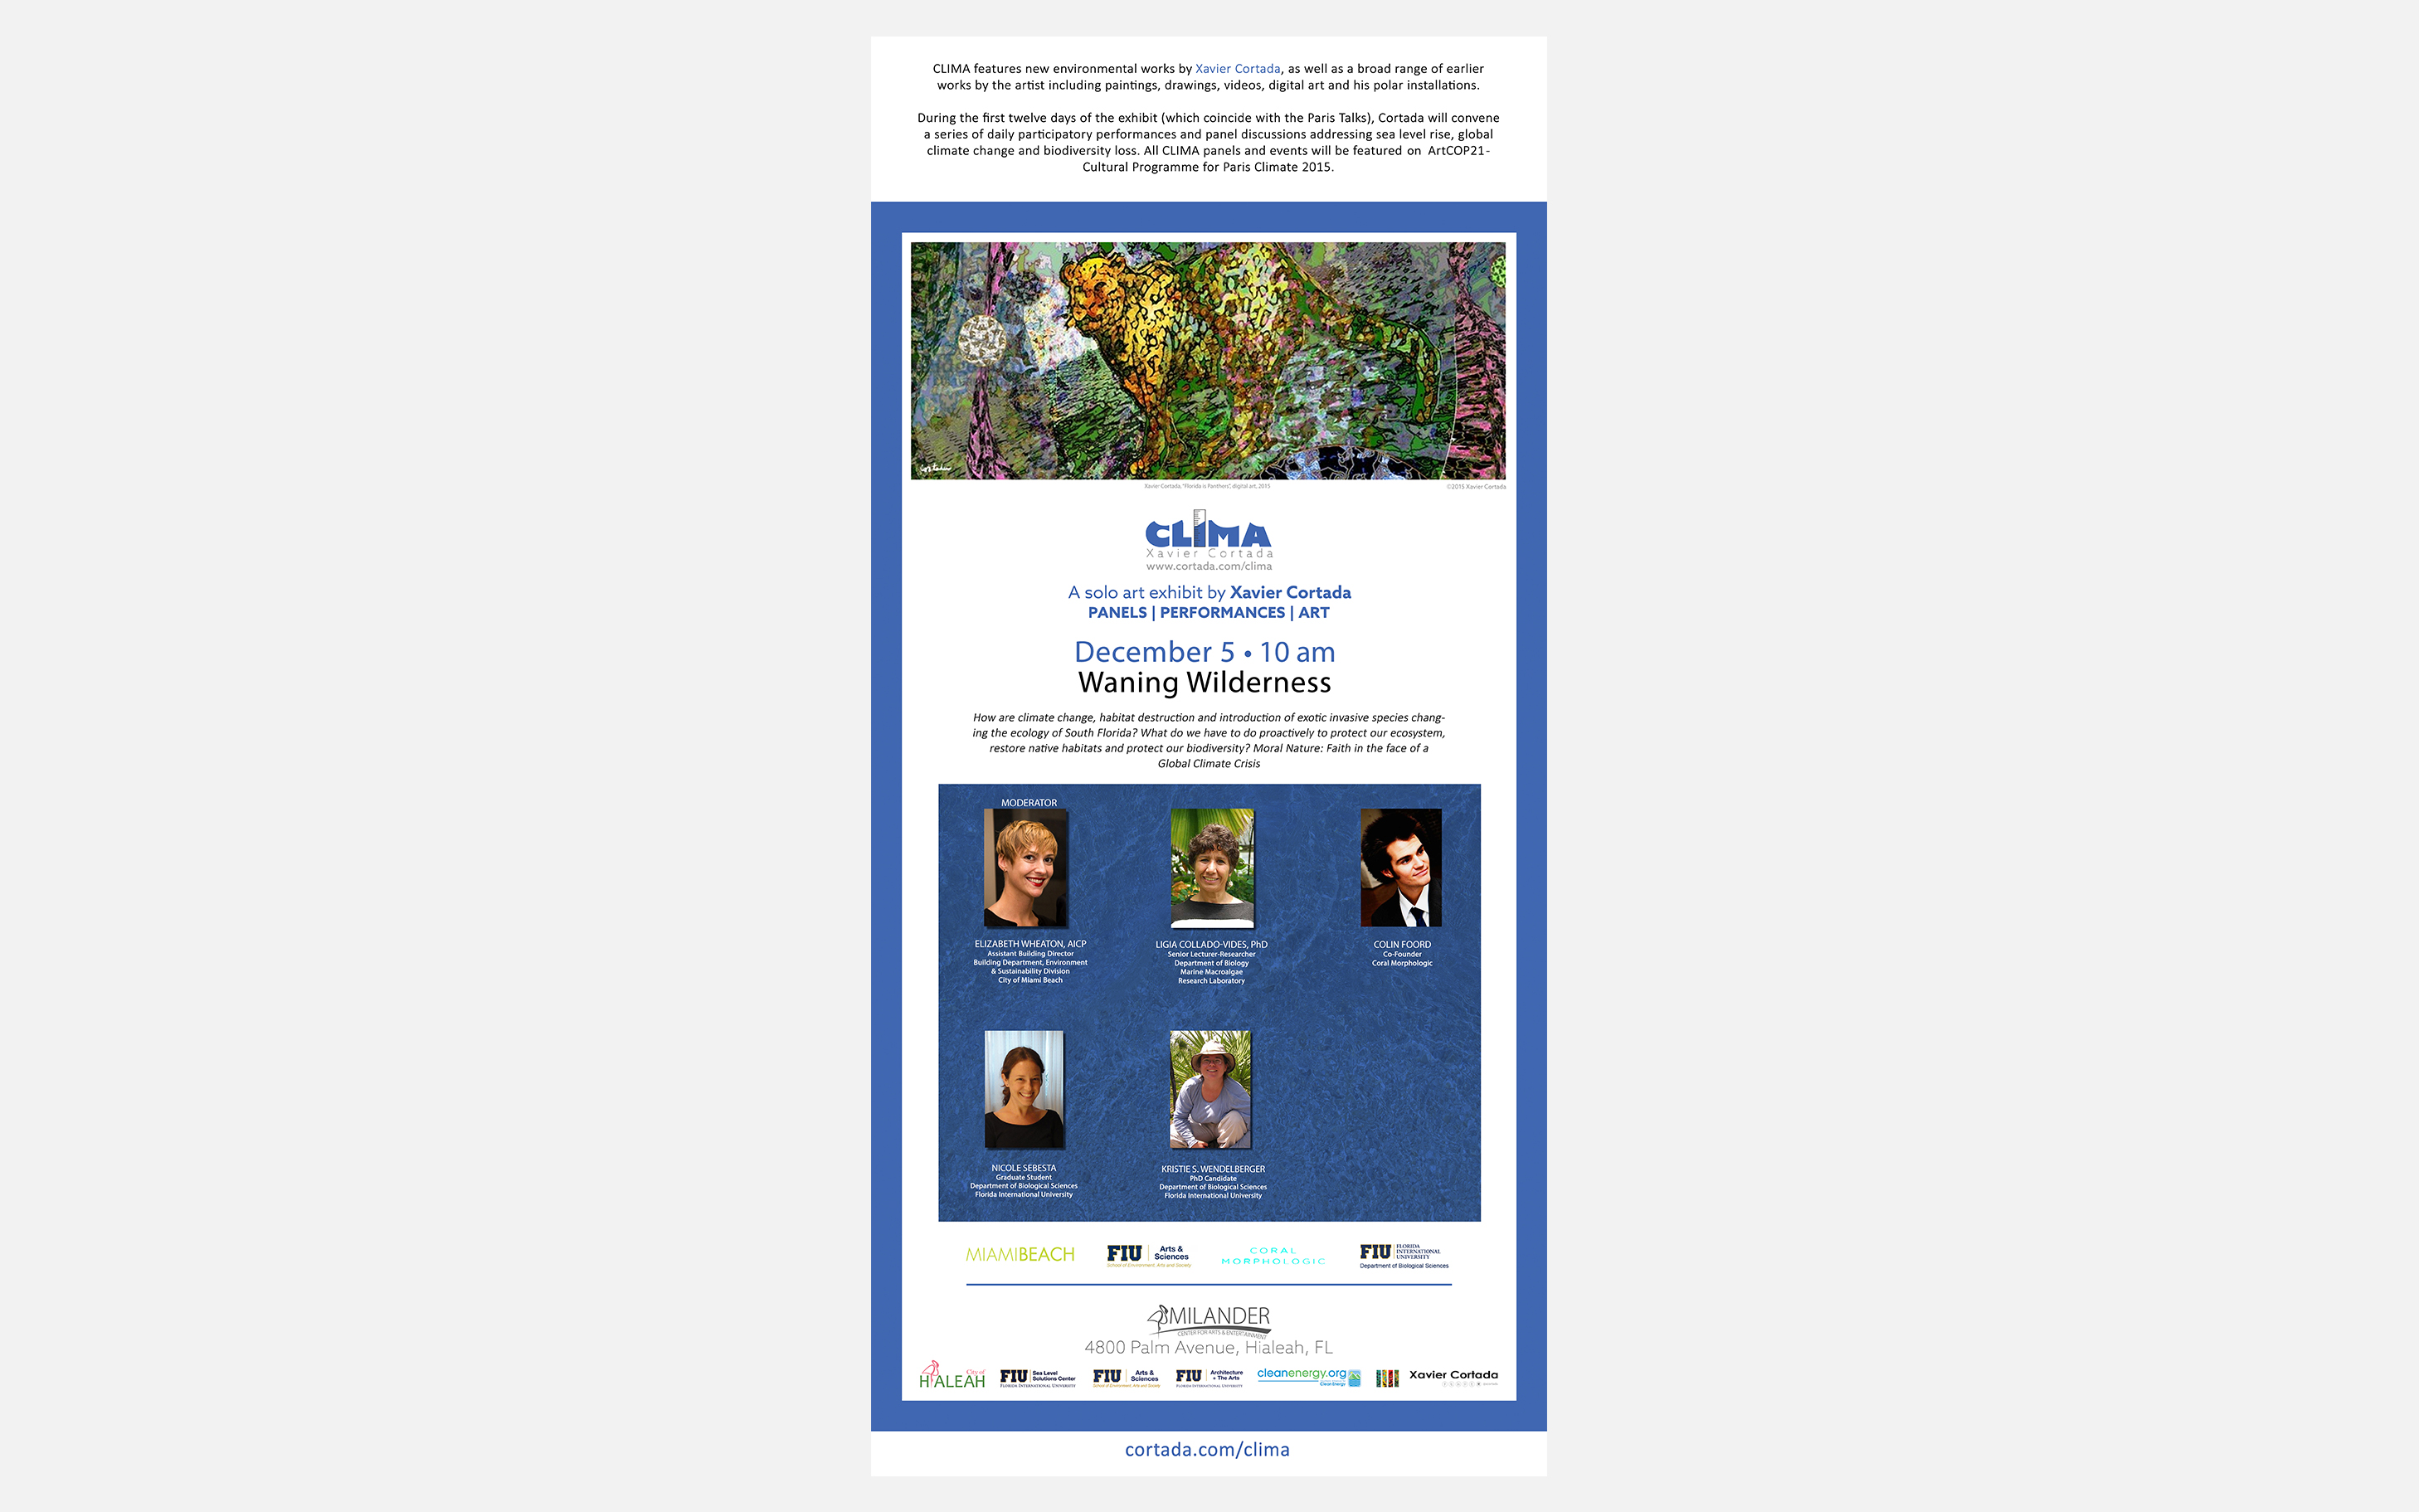 CLIMA features new environmental works by Xavier Cortada, as well as a broad range of earlier
works by the artist including paintings, drawings, videos, digital art and his polar installations.
During the first twelve days of the exhibit (which coincide with the Paris Talks), Cortada will convene
a series of daily participatory performances and panel discussions addressing sea level rise, global
climate change and biodiversity loss. All CLIMA panels and events will be featured on ArtCOP21-
Cultural Programme for Paris Climate 2015.
Cortada
Xavier Cortada, "Florida is Panthers", digital art, 2015
©2015 Xavier Cortada
CLIMA
Xavier Cortada
www.cortada.com/clima
A solo art exhibit by Xavier Cortada
PANELS | PERFORMANCES | ART
December 5 • 10 am
Waning Wilderness
How are climate change, habitat destruction and introduction of exotic invasive species chang-
ing the ecology of South Florida? What do we have to do proactively to protect our ecosystem,
restore native habitats and protect our biodiversity? Moral Nature: Faith in the face of a
Global Climate Crisis
MODERATOR
ELIZABETH WHEATON, AICP
Assistant Building Director
Building Department, Environment
& Sustainability Division
City of Miami Beach
LIGIA COLLADO-VIDES, PhD
Senior Lecturer-Researcher
Department of Biology
Marine Macroalgae
Research Laboratory
COLIN FOORD
Co-Founder
Coral Morphologic
NICOLE SEBESTA
Graduate Student
Department of Biological Sciences
Florida International University
KRISTIE S. WENDELBERGER
PhD Candidate
Department of Biological Sciences
Florida International University
MIAMIBEACH
FIU Arts & Sciences
School of Environment, Arts and Society
CORAL
MORPHOLOGIC
FIU FLORIDA INTERNATIONAL UNIVERSITY
Department of Biological Sciences
MILANDER
CENTER FOR ARTS & ENTERTAINMENT
4800 Palm Avenue, Hialeah, FL
City of
HIALEAH
FIU Sea Level Solutions Center
FLORIDA INTERNATIONAL UNIVERSITY
FIU Arts & Sciences
School of Environment, Arts and Society
FIU Architecture + The Arts
FLORIDA INTERNATIONAL UNIVERSITY
cleanenergy.org
Clean Energy
Xavier Cortada
cortada.com/clima